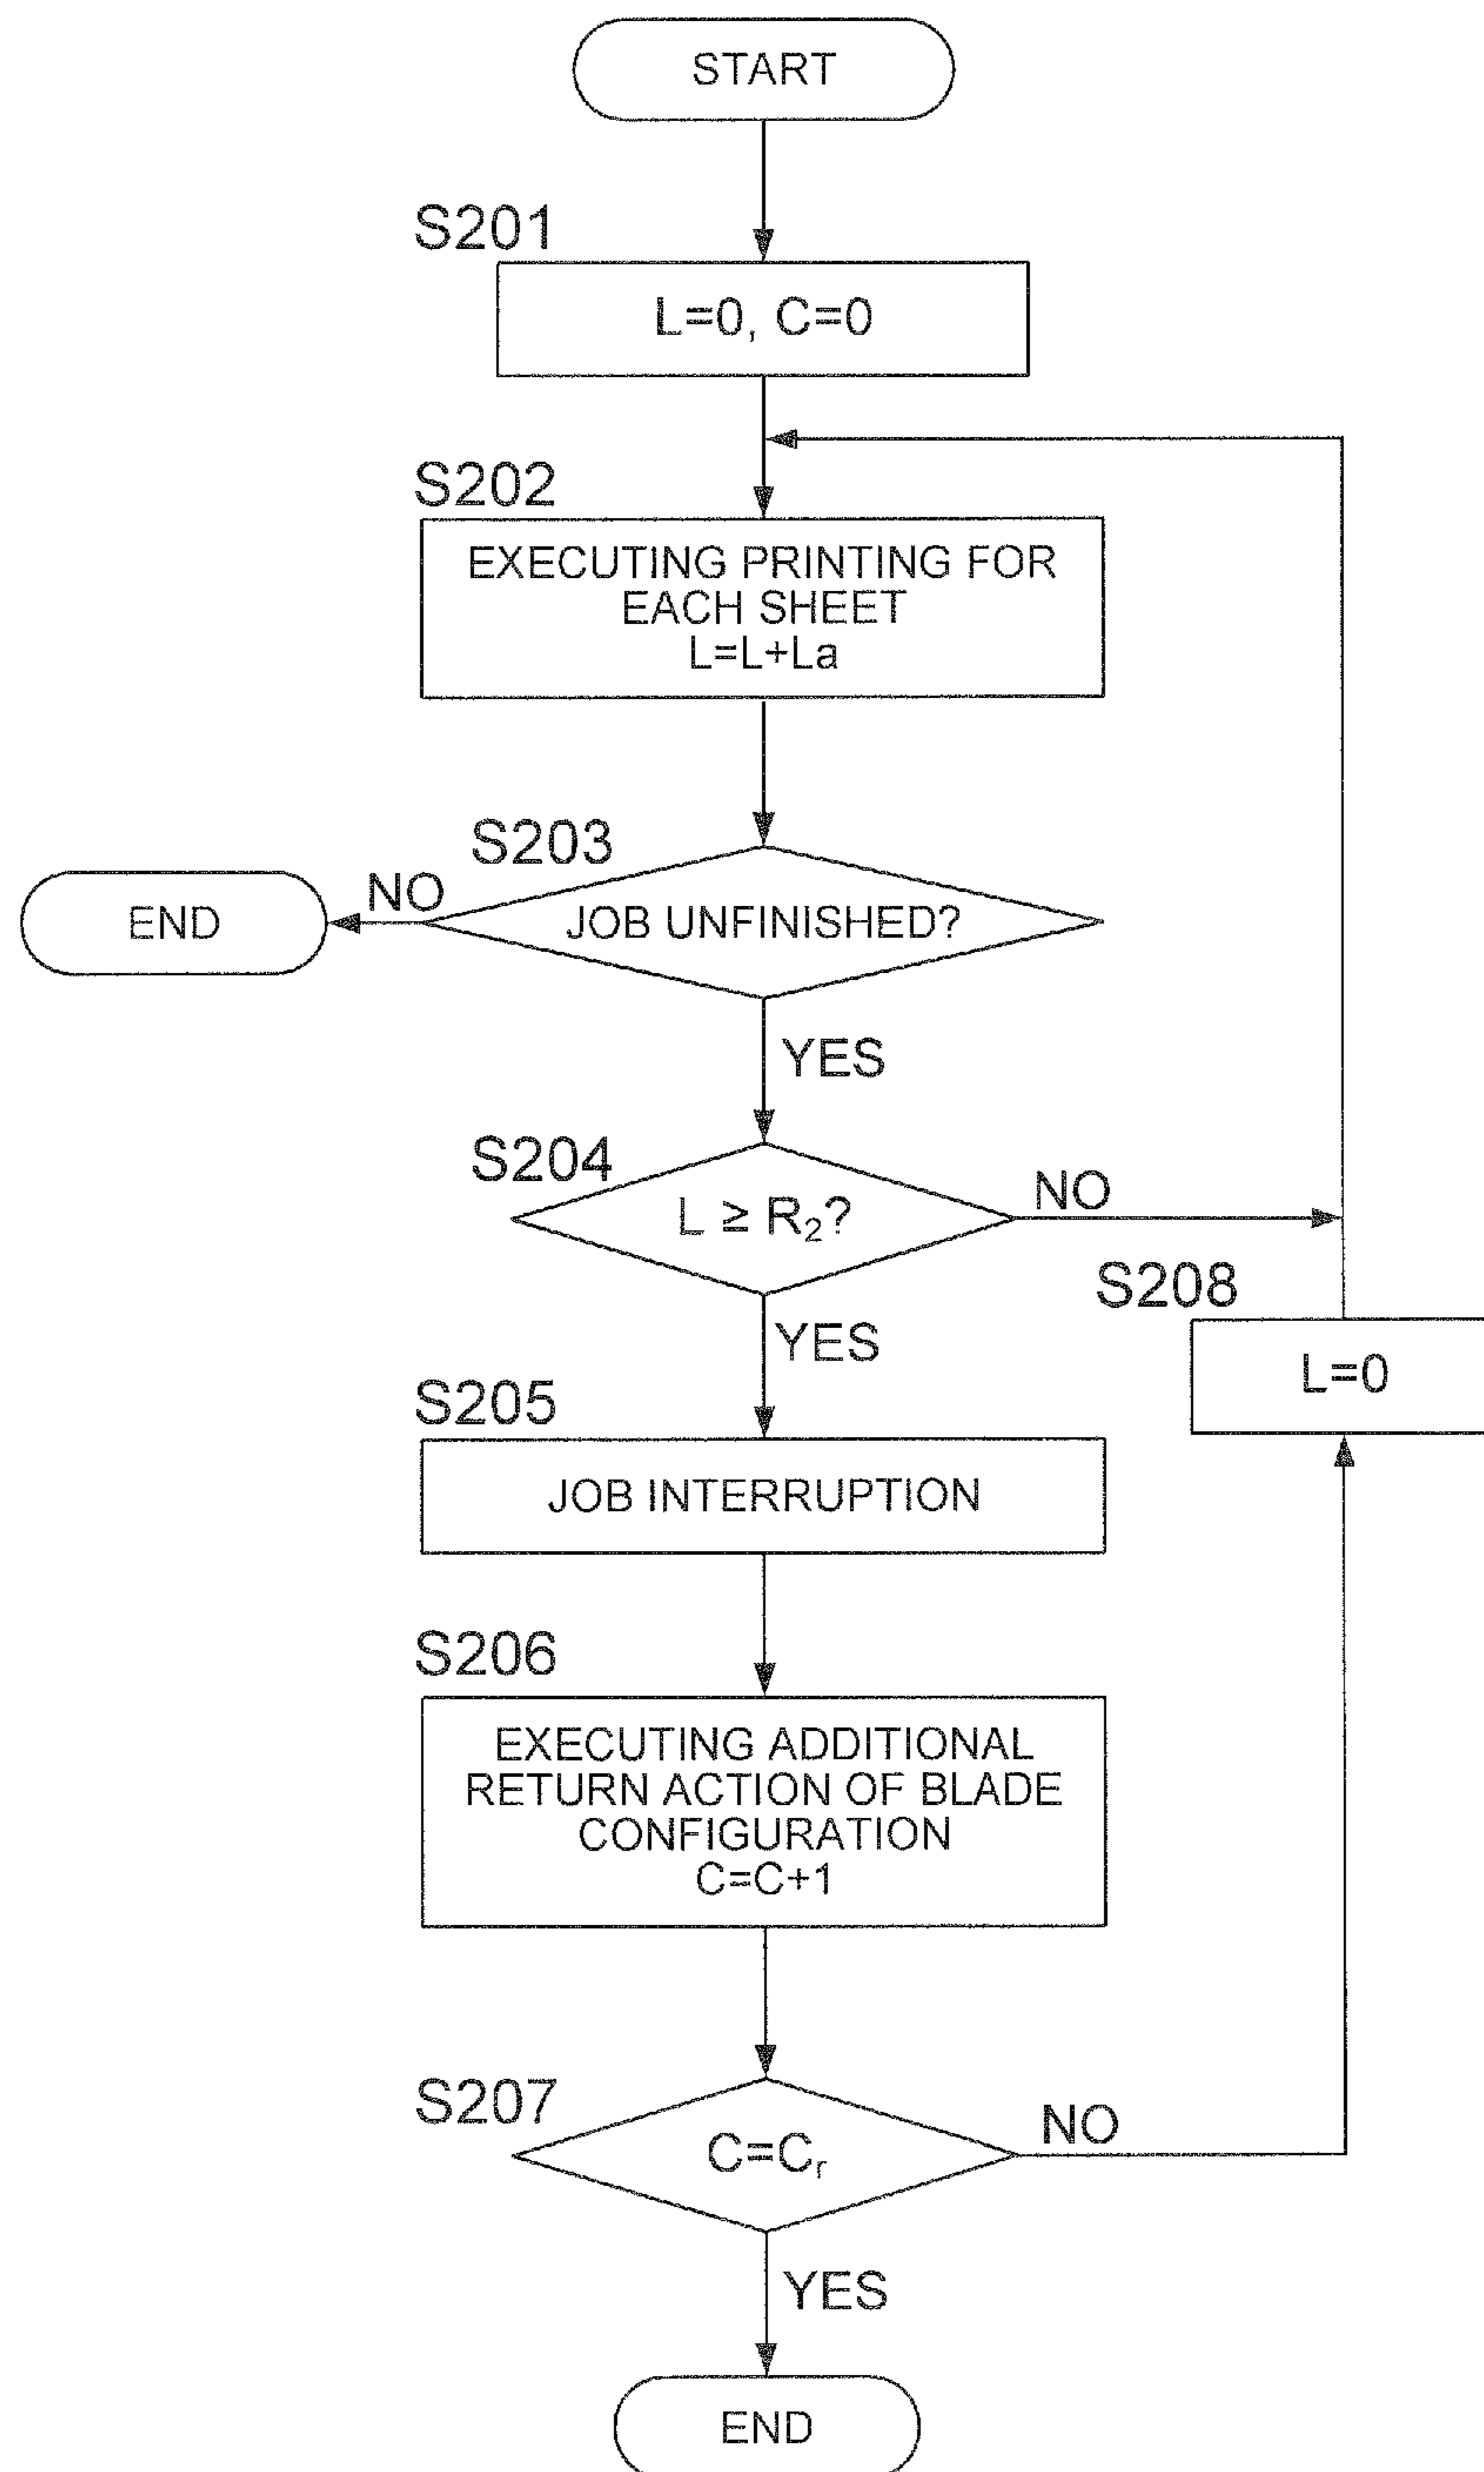 START
S201
L=0, C=0
S202
EXECUTING PRINTING FOR
EACH SHEET
L=L+La
S203
JOB UNFINISHED?
NO
END
YES
S204
L ≥ R₂?
NO
YES
S208
L=0
S205
JOB INTERRUPTION
S206
EXECUTING ADDITIONAL
RETURN ACTION OF BLADE
CONFIGURATION
C=C+1
S207
C=Cᵣ
NO
YES
END